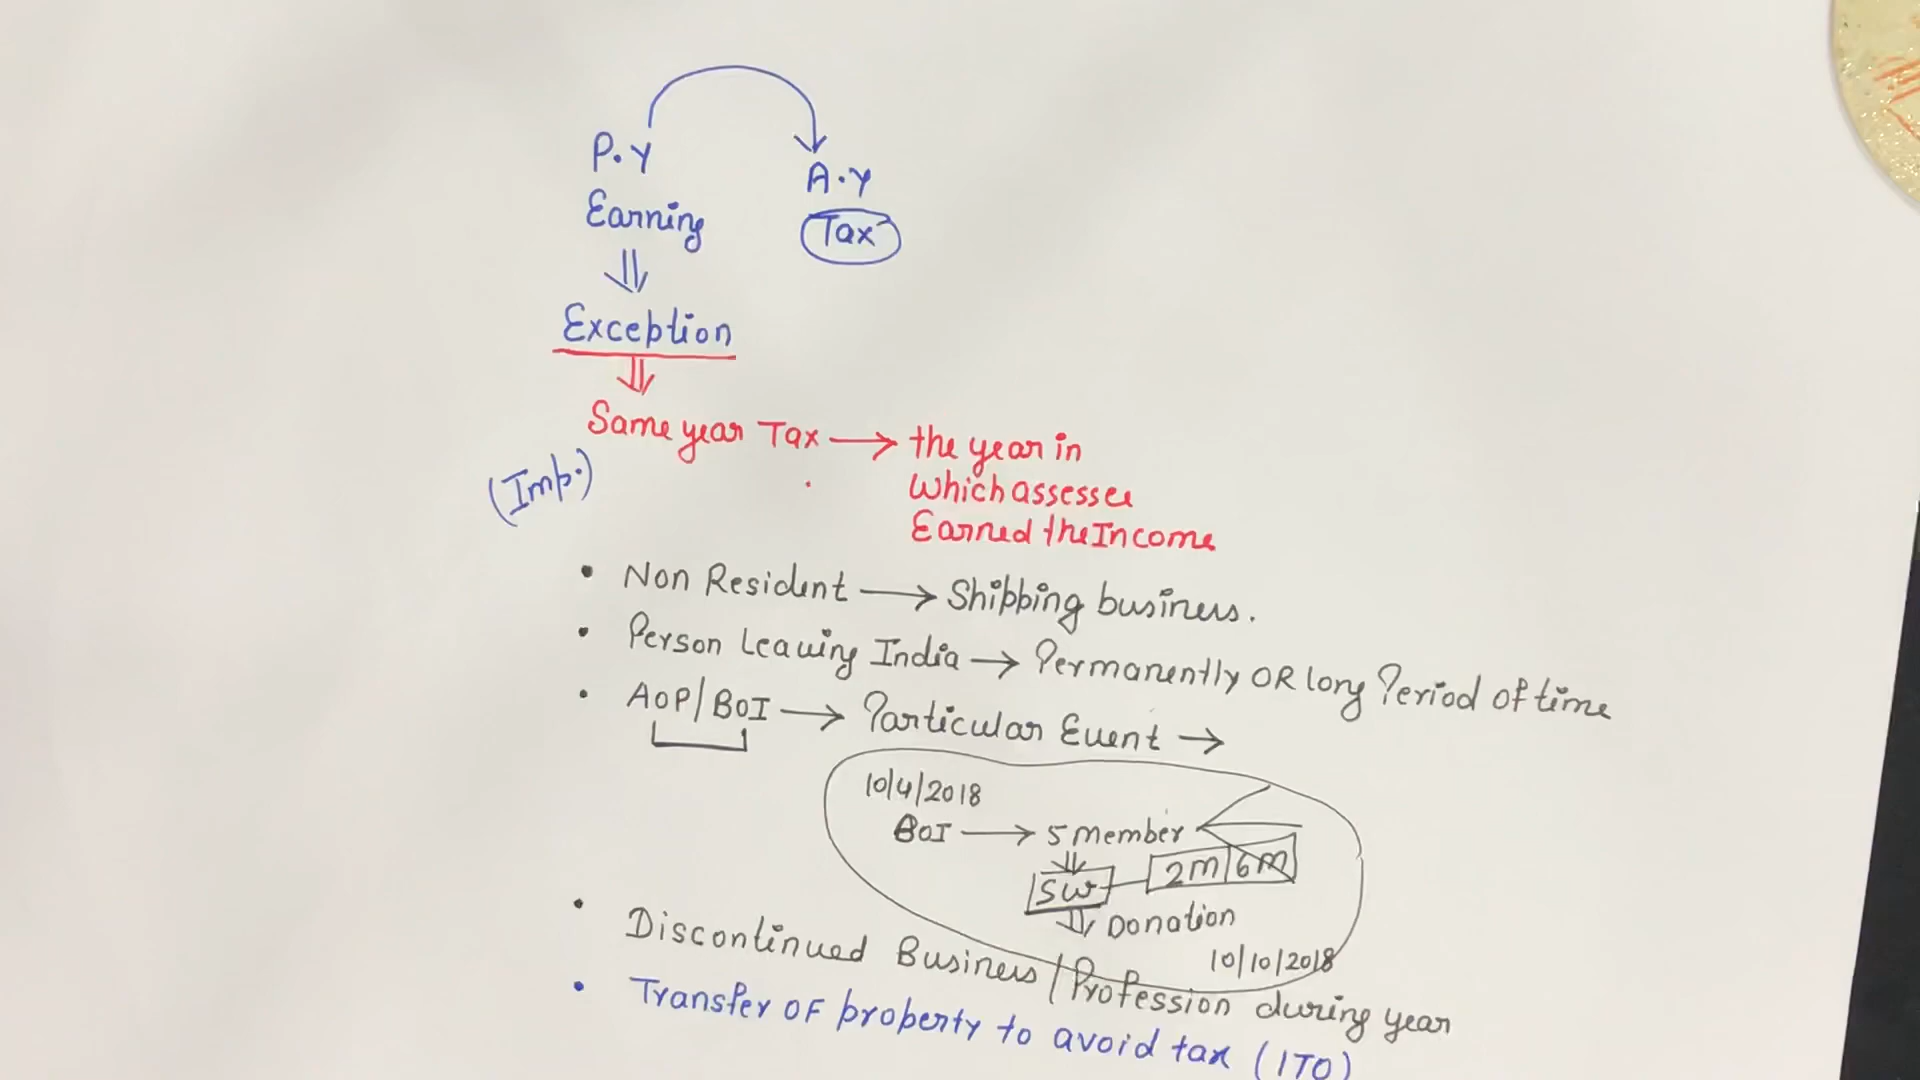 P.Y
A.Y
Earning
Tax
Exception
Same year Tax → the year in
which assessee
Earned the Income
(Imp.)
• Non Resident → Shipping business.
• Person Leaving India → Permanently OR long Period of time
• AOP/BOI → Particular Event →
10/4/2018
BOI → 5 member
SW 2M 6M
Donation
10/10/2018
• Discontinued Business/Profession during year
• Transfer OF property to avoid tax (ITO)